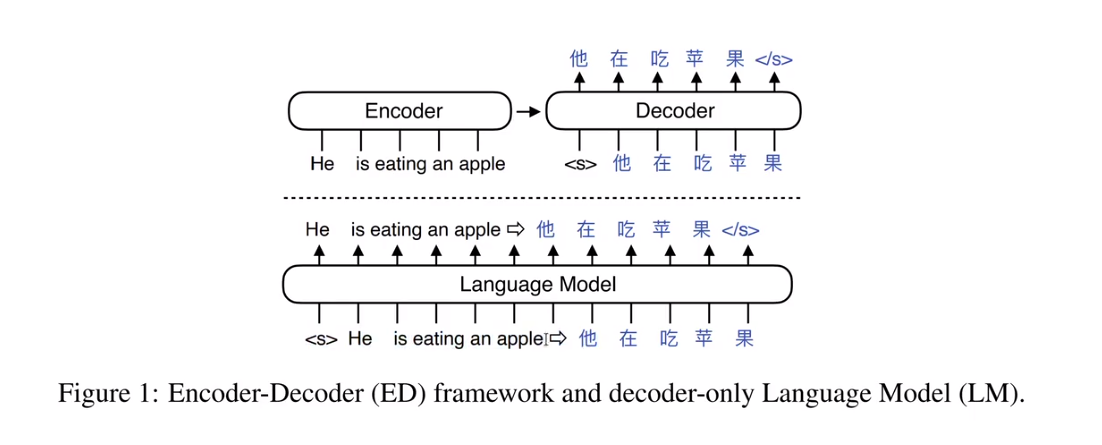 他 在 吃 苹 果 </s>
Encoder
Decoder
He is eating an apple
<s> 他 在 吃 苹 果
He is eating an apple ⇨ 他 在 吃 苹 果 </s>
Language Model
<s> He is eating an apple ⇨ 他 在 吃 苹 果
Figure 1: Encoder-Decoder (ED) framework and decoder-only Language Model (LM).